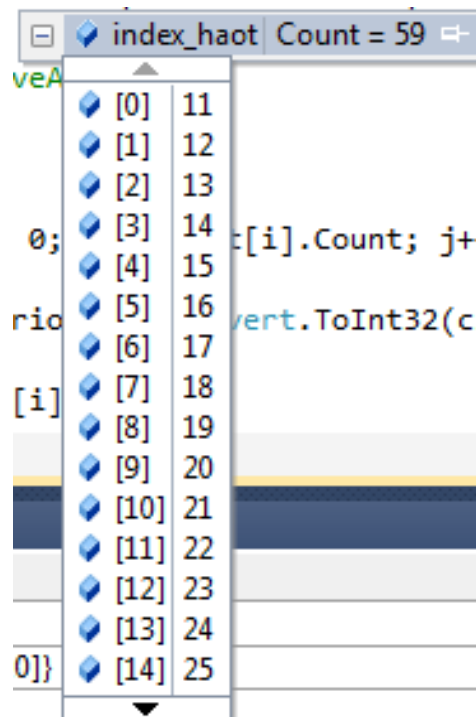 index_haot Count = 59
veA
[0] 11
[1] 12
[2] 13
[3] 14
0; t[i].Count; j+
[4] 15
[5] 16
rio vert.ToInt32(c
[6] 17
[7] 18
[i]
[8] 19
[9] 20
[10] 21
[11] 22
[12] 23
[13] 24
0]} [14] 25